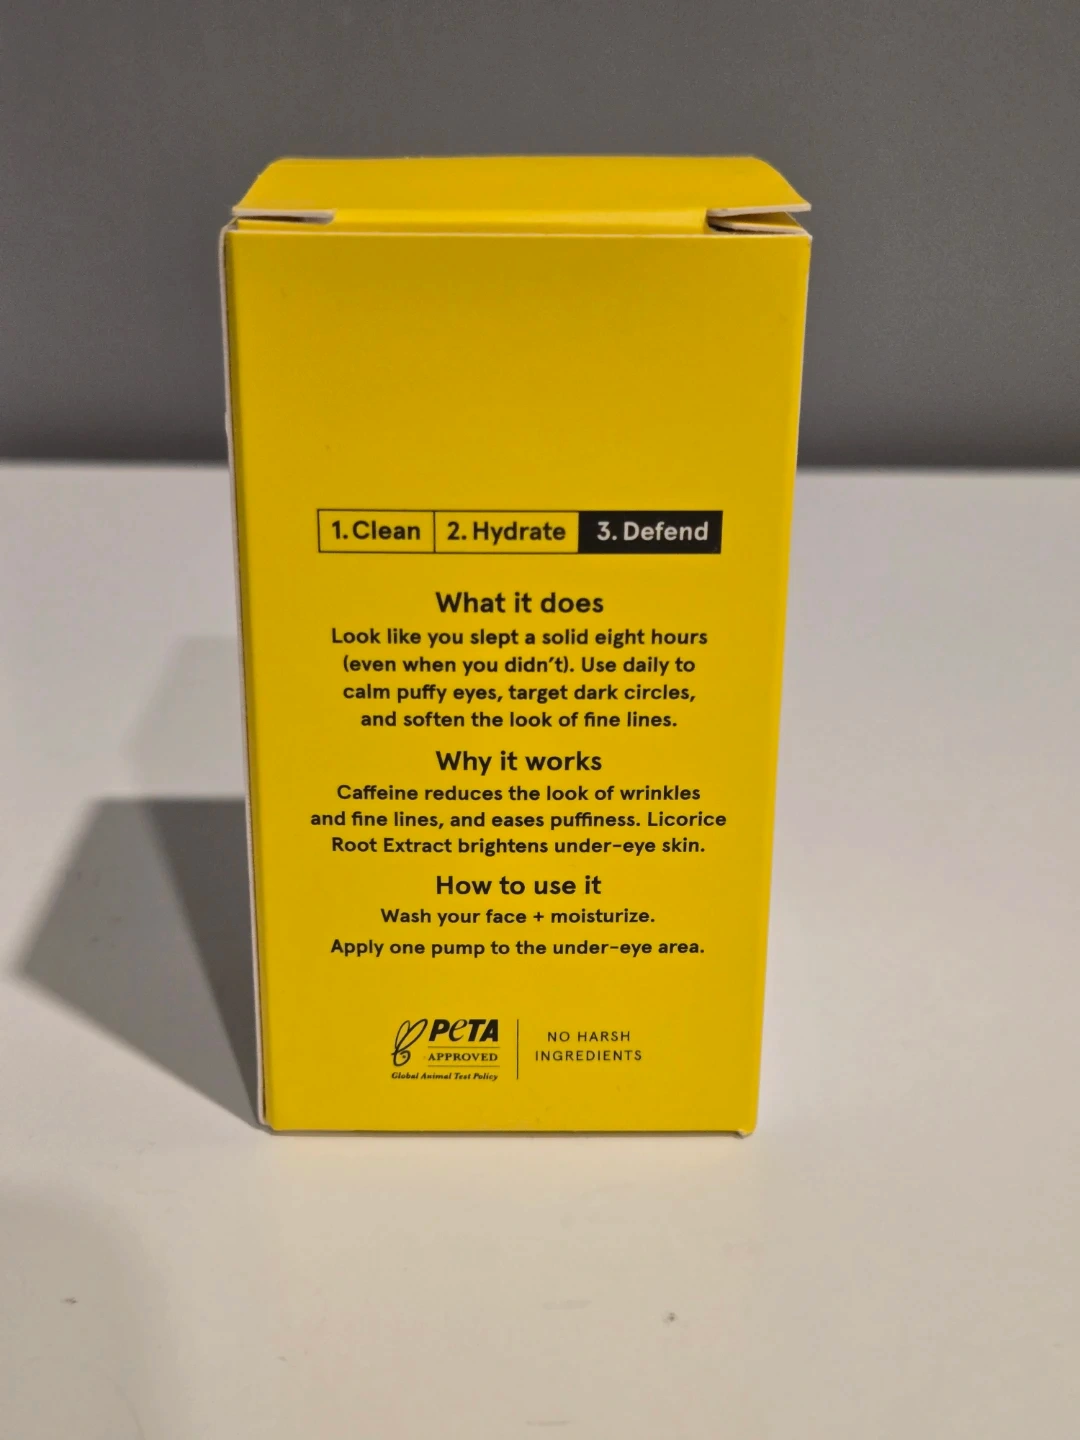 1. Clean 2. Hydrate 3. Defend
What it does
Look like you slept a solid eight hours
(even when you didn't). Use daily to
calm puffy eyes, target dark circles,
and soften the look of fine lines.
Why it works
Caffeine reduces the look of wrinkles
and fine lines, and eases puffiness. Licorice
Root Extract brightens under-eye skin.
How to use it
Wash your face + moisturize.
Apply one pump to the under-eye area.
PETA
APPROVED
Global Animal Test Policy
NO HARSH
INGREDIENTS